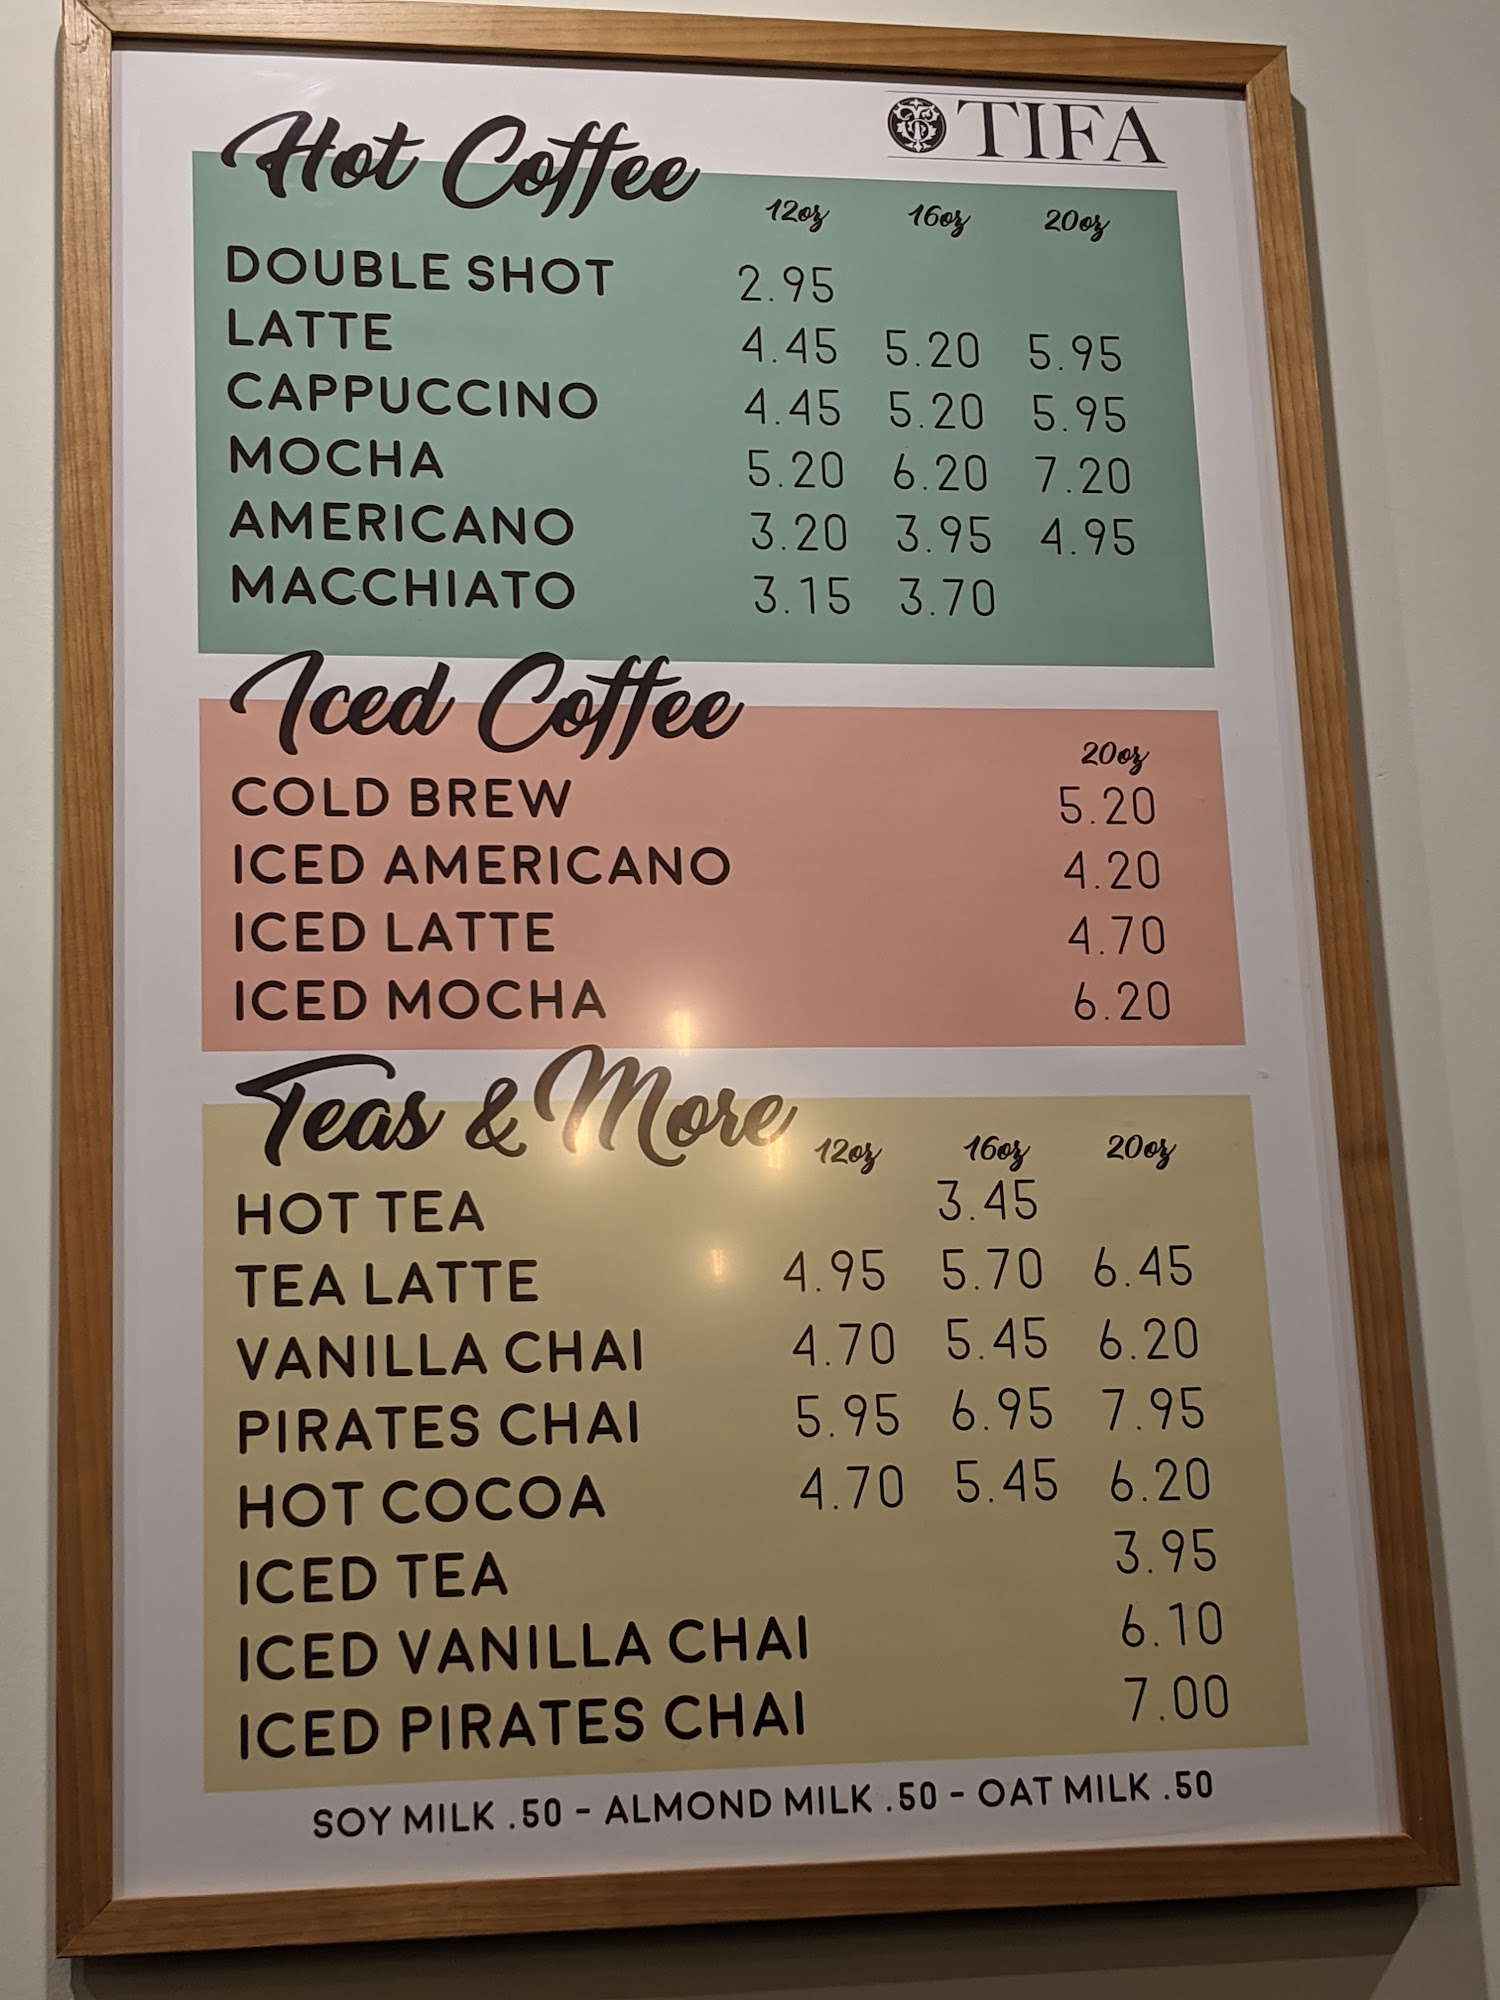 TIFA
Hot Coffee
12oz 16oz 20oz
DOUBLE SHOT 2.95
LATTE 4.45 5.20 5.95
CAPPUCCINO 4.45 5.20 5.95
MOCHA 5.20 6.20 7.20
AMERICANO 3.20 3.95 4.95
MACCHIATO 3.15 3.70
Iced Coffee
20oz
COLD BREW 5.20
ICED AMERICANO 4.20
ICED LATTE 4.70
ICED MOCHA 6.20
Teas & More
12oz 16oz 20oz
HOT TEA 3.45
TEA LATTE 4.95 5.70 6.45
VANILLA CHAI 4.70 5.45 6.20
PIRATES CHAI 5.95 6.95 7.95
HOT COCOA 4.70 5.45 6.20
ICED TEA 3.95
ICED VANILLA CHAI 6.10
ICED PIRATES CHAI 7.00
SOY MILK .50 - ALMOND MILK .50 - OAT MILK .50